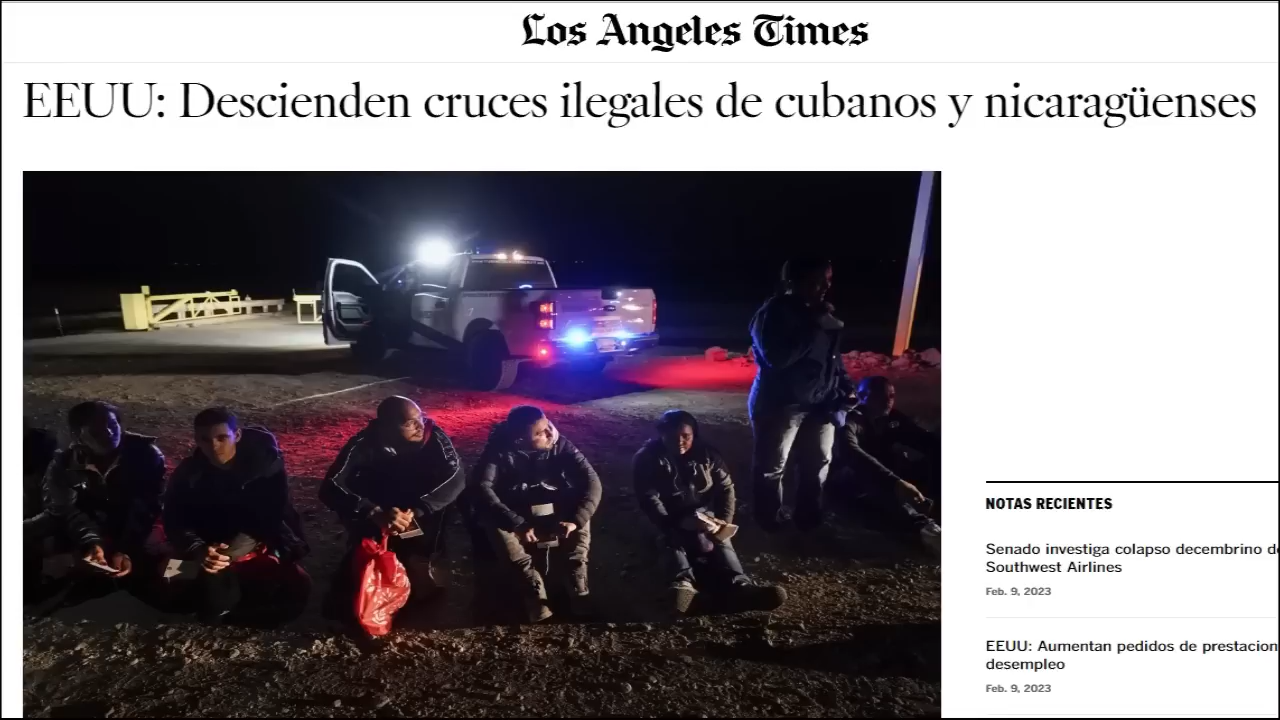 Los Angeles Times
EEUU: Descienden cruces ilegales de cubanos y nicaragüenses
NOTAS RECIENTES
Senado investiga colapso decembrino
Southwest Airlines
Feb. 9, 2023
EEUU: Aumentan pedidos de
desempleo
Feb. 9, 2023